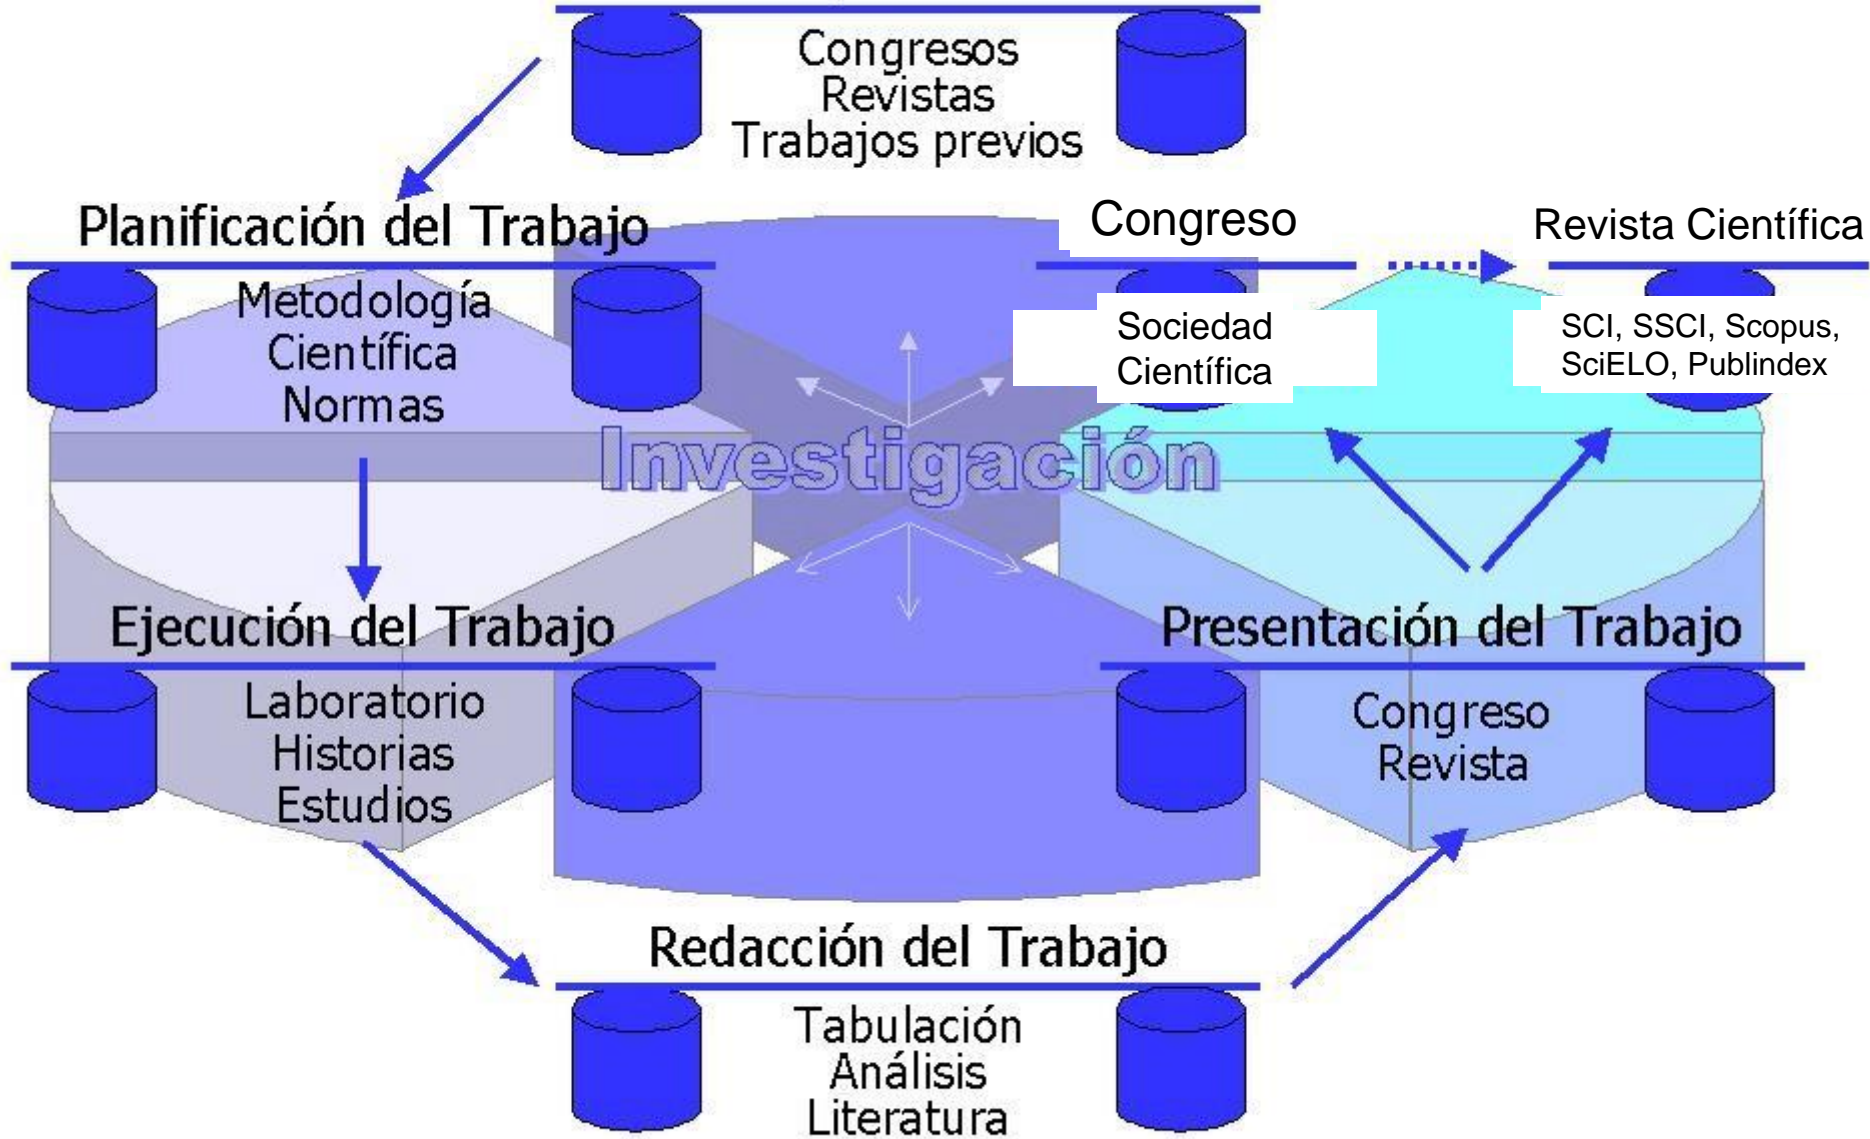 Congresos
Revistas
Trabajos previos
Planificación del Trabajo
Metodología
Científica
Normas
Congreso
Sociedad
Científica
Revista Científica
SCI, SSCI, Scopus,
SciELO, Publindex
Investigación
Ejecución del Trabajo
Laboratorio
Historias
Estudios
Presentación del Trabajo
Congreso
Revista
Redacción del Trabajo
Tabulación
Análisis
Literatura